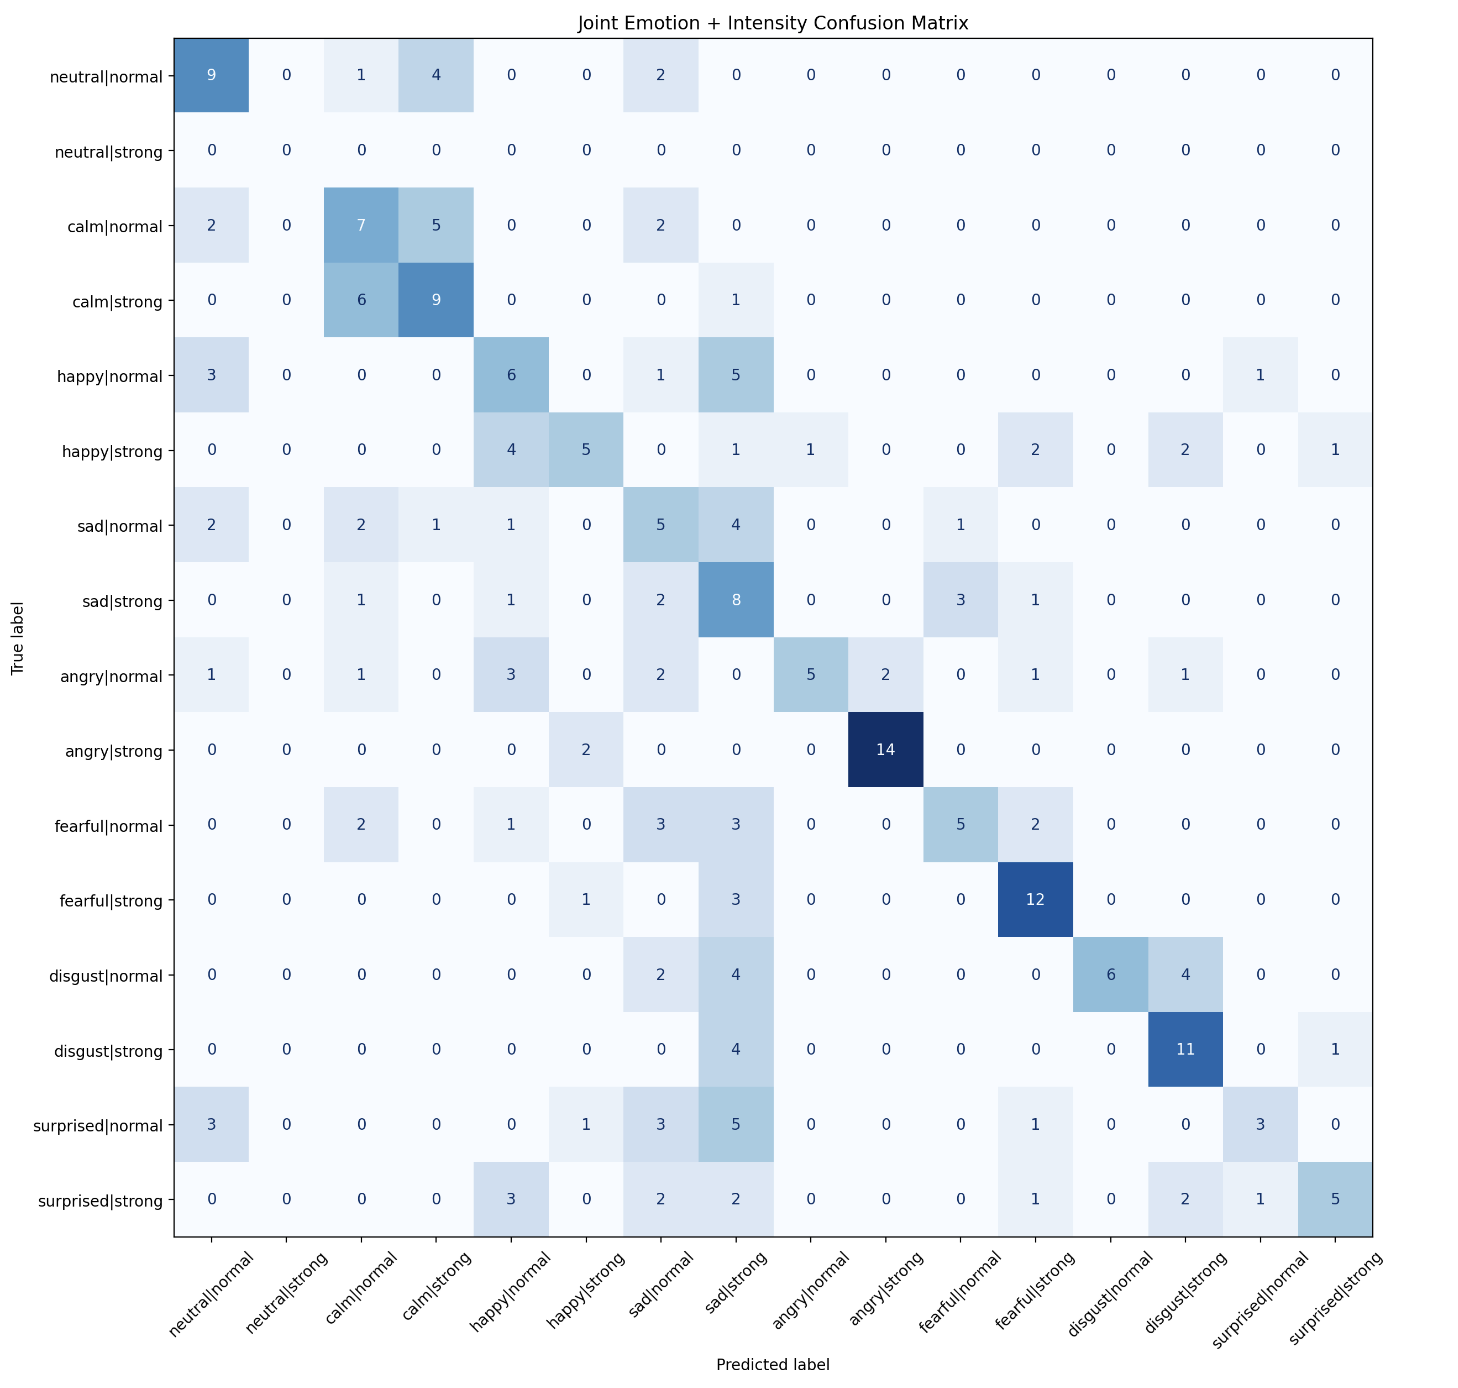 Joint Emotion + Intensity Confusion Matrix
neutral|normal 9 0 1 4 0 0 2 0 0 0 0 0 0 0 0 0
neutral|strong 0 0 0 0 0 0 0 0 0 0 0 0 0 0 0 0
calm|normal 2 0 7 5 0 0 2 0 0 0 0 0 0 0 0 0
calm|strong 0 0 6 9 0 0 0 1 0 0 0 0 0 0 0 0
happy|normal 3 0 0 0 6 0 1 5 0 0 0 0 0 0 1 0
happy|strong 0 0 0 0 4 5 0 1 1 0 0 2 0 2 0 1
sad|normal 2 0 2 1 1 0 5 4 0 0 1 0 0 0 0 0
sad|strong 0 0 1 0 1 0 2 8 0 0 3 1 0 0 0 0
angry|normal 1 0 1 0 3 0 2 0 5 2 0 1 0 1 0 0
angry|strong 0 0 0 0 0 2 0 0 0 14 0 0 0 0 0 0
fearful|normal 0 0 2 0 1 0 3 3 0 0 5 2 0 0 0 0
fearful|strong 0 0 0 0 0 1 0 3 0 0 0 12 0 0 0 0
disgust|normal 0 0 0 0 0 0 2 4 0 0 0 0 6 4 0 0
disgust|strong 0 0 0 0 0 0 0 4 0 0 0 0 0 11 0 1
surprised|normal 3 0 0 0 0 1 3 5 0 0 0 1 0 0 3 0
surprised|strong 0 0 0 0 3 0 2 2 0 0 0 1 0 2 1 5
True label
neutral|normal neutral|strong calm|normal calm|strong happy|normal happy|strong sad|normal sad|strong angry|normal angry|strong fearful|normal fearful|strong disgust|normal disgust|strong surprised|normal surprised|strong
Predicted label